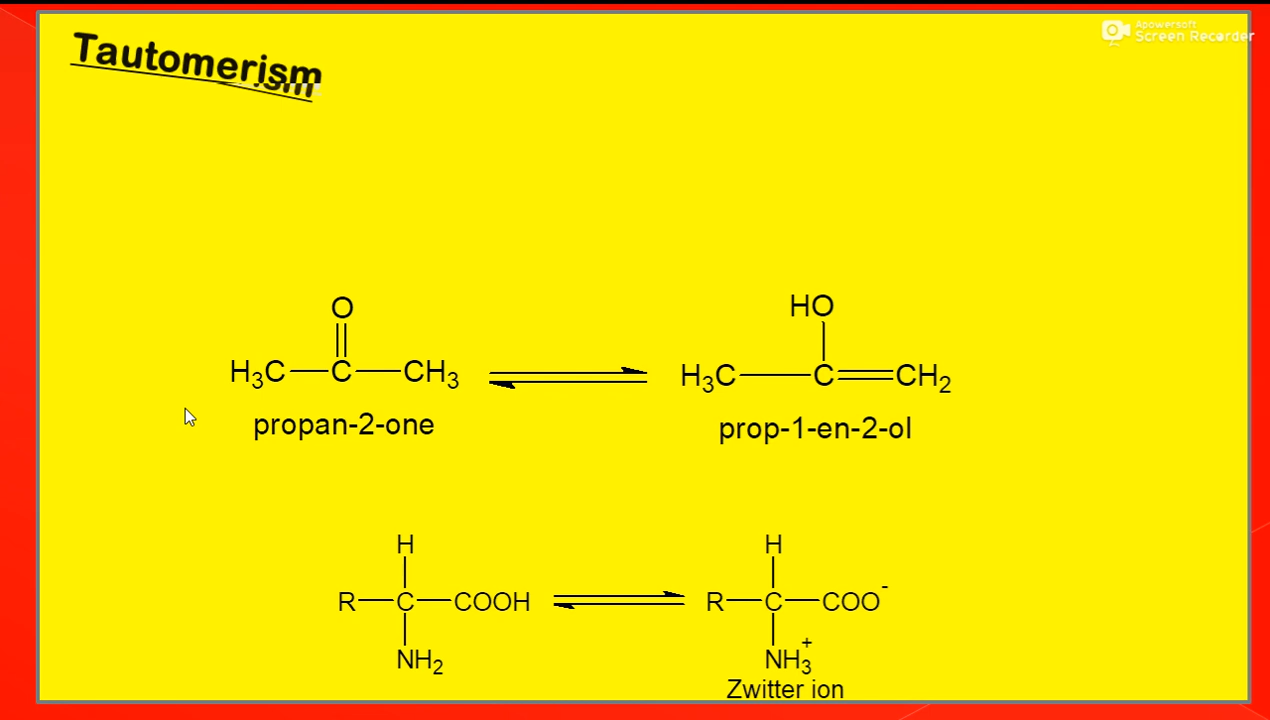 Tautomerism
Apowersoft
Screen Recorder
O
HO
H₃C—C—CH₃
H₃C—C=CH₂
propan-2-one
prop-1-en-2-ol
H
H
R—C—COOH
R—C—COO⁻
NH₂
NH₃⁺
Zwitter ion